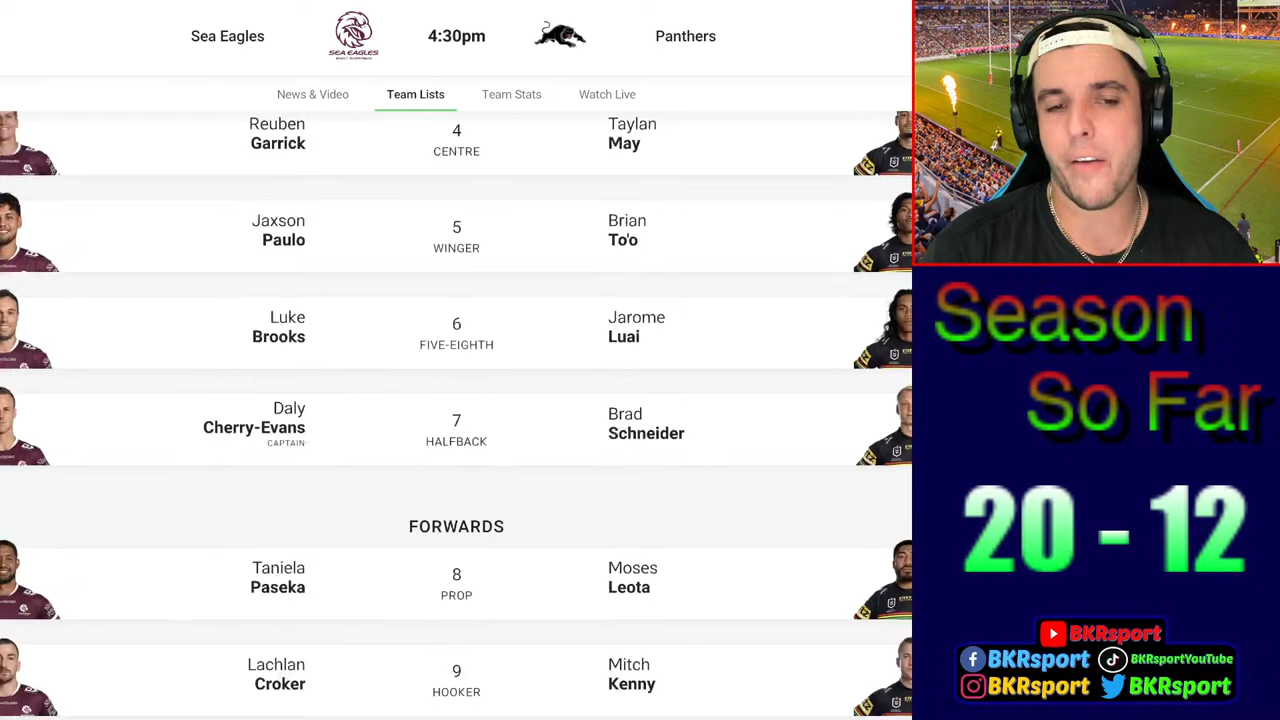 Sea Eagles
SEA EAGLES
4:30pm
Panthers
News & Video
Team Lists
Team Stats
Watch Live
Reuben
Garrick
4
CENTRE
Taylan
May
Jaxson
Paulo
5
WINGER
Brian
To'o
Luke
Brooks
6
FIVE-EIGHTH
Jarome
Luai
Daly
Cherry-Evans
CAPTAIN
7
HALFBACK
Brad
Schneider
FORWARDS
Taniela
Paseka
8
PROP
Moses
Leota
Lachlan
Croker
9
HOOKER
Mitch
Kenny
Season
So Far
20 - 12
BKRsport
BKRsport
BKRsportYouTube
BKRsport
BKRsport